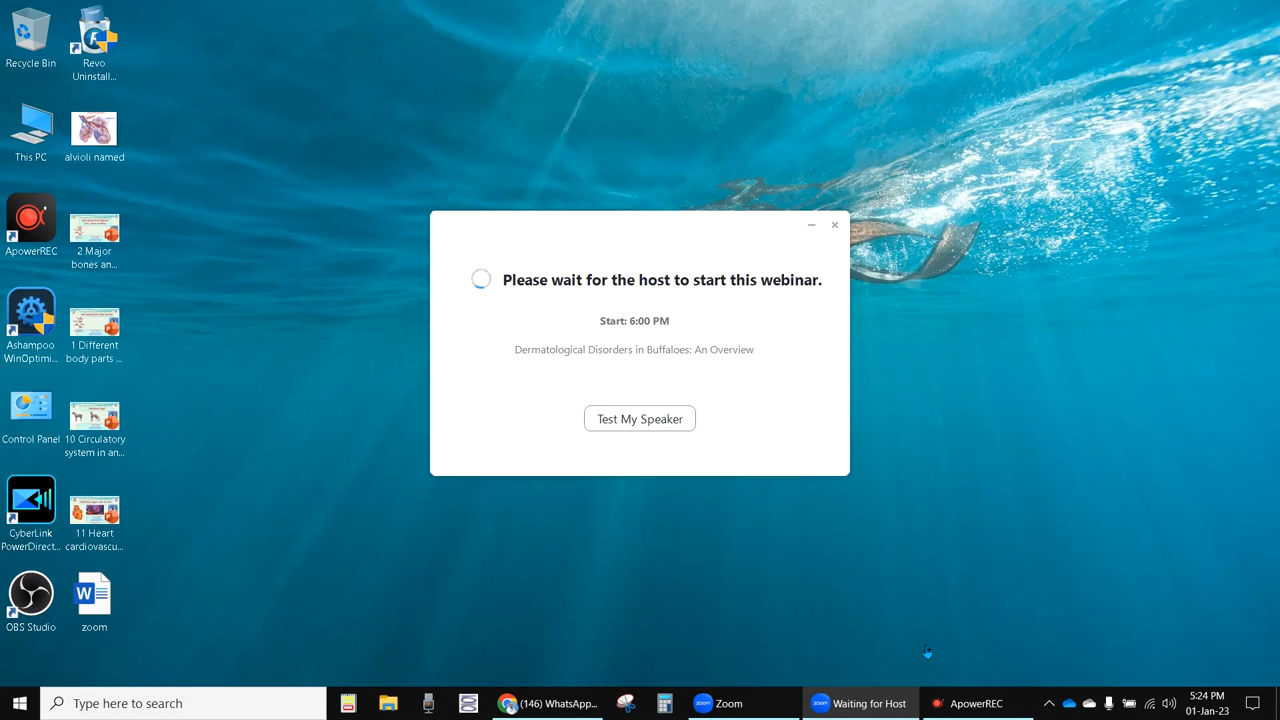 Recycle Bin
Revo
Uninstall...
This PC
alvioli named
ApowerREC
2 Major
bones an...
Ashampoo
WinOptimi...
1 Different
body parts ...
Control Panel
10 Circulatory
system in an...
CyberLink
PowerDirect...
11 Heart
cardiovascu...
OBS Studio
zoom
Please wait for the host to start this webinar.
Start: 6:00 PM
Dermatological Disorders in Buffaloes: An Overview
Test My Speaker
Type here to search
(146) WhatsApp...
zoom
Zoom
zoom
Waiting for Host
ApowerREC
5:24 PM
01-Jan-23